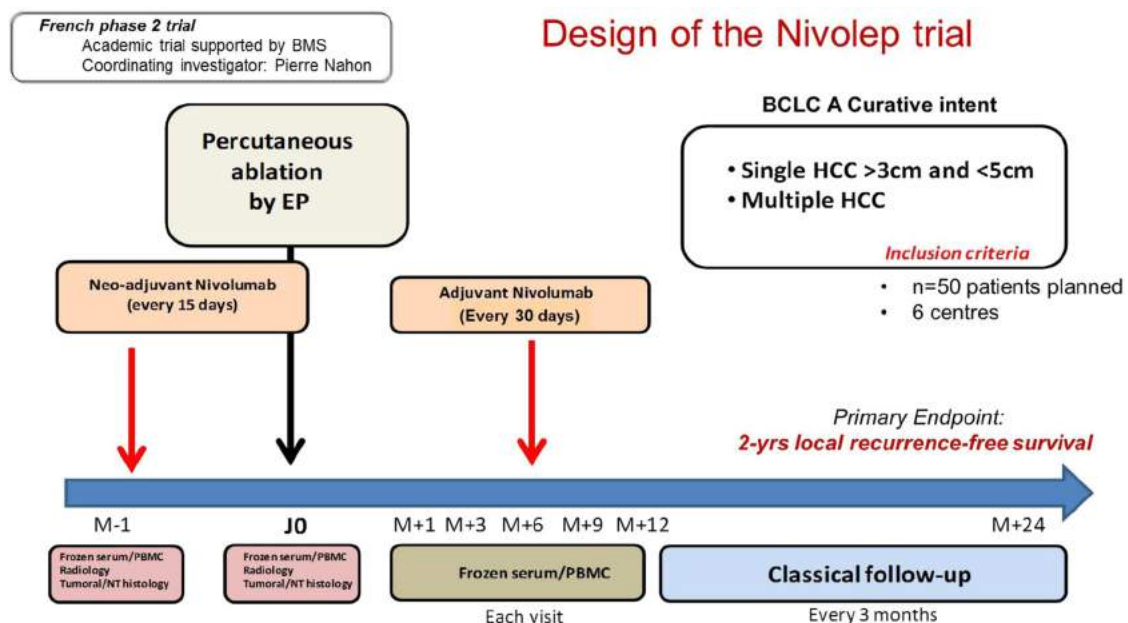 French phase 2 trial
Academic trial supported by BMS
Coordinating investigator: Pierre Nahon
Design of the Nivolep trial
Percutaneous
ablation
by EP
BCLC A Curative intent
• Single HCC >3cm and <5cm
• Multiple HCC
Inclusion criteria
• n=50 patients planned
• 6 centres
Neo-adjuvant Nivolumab
(every 15 days)
Adjuvant Nivolumab
(Every 30 days)
Primary Endpoint:
2-yrs local recurrence-free survival
M-1 J0 M+1 M+3 M+6 M+9 M+12 M+24
Frozen serum/PBMC
Radiology
Tumoral/NT histology
Frozen serum/PBMC
Radiology
Tumoral/NT histology
Frozen serum/PBMC
Each visit
Classical follow-up
Every 3 months